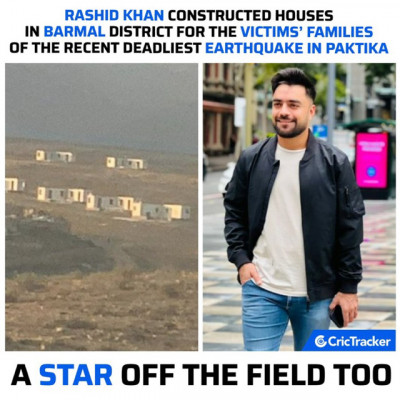 RASHID KHAN CONSTRUCTED HOUSES
IN BARMAL DISTRICT FOR THE VICTIMS' FAMILIES
OF THE RECENT DEADLIEST EARTHQUAKE IN PAKTIKA
CricTracker
A STAR OFF THE FIELD TOO